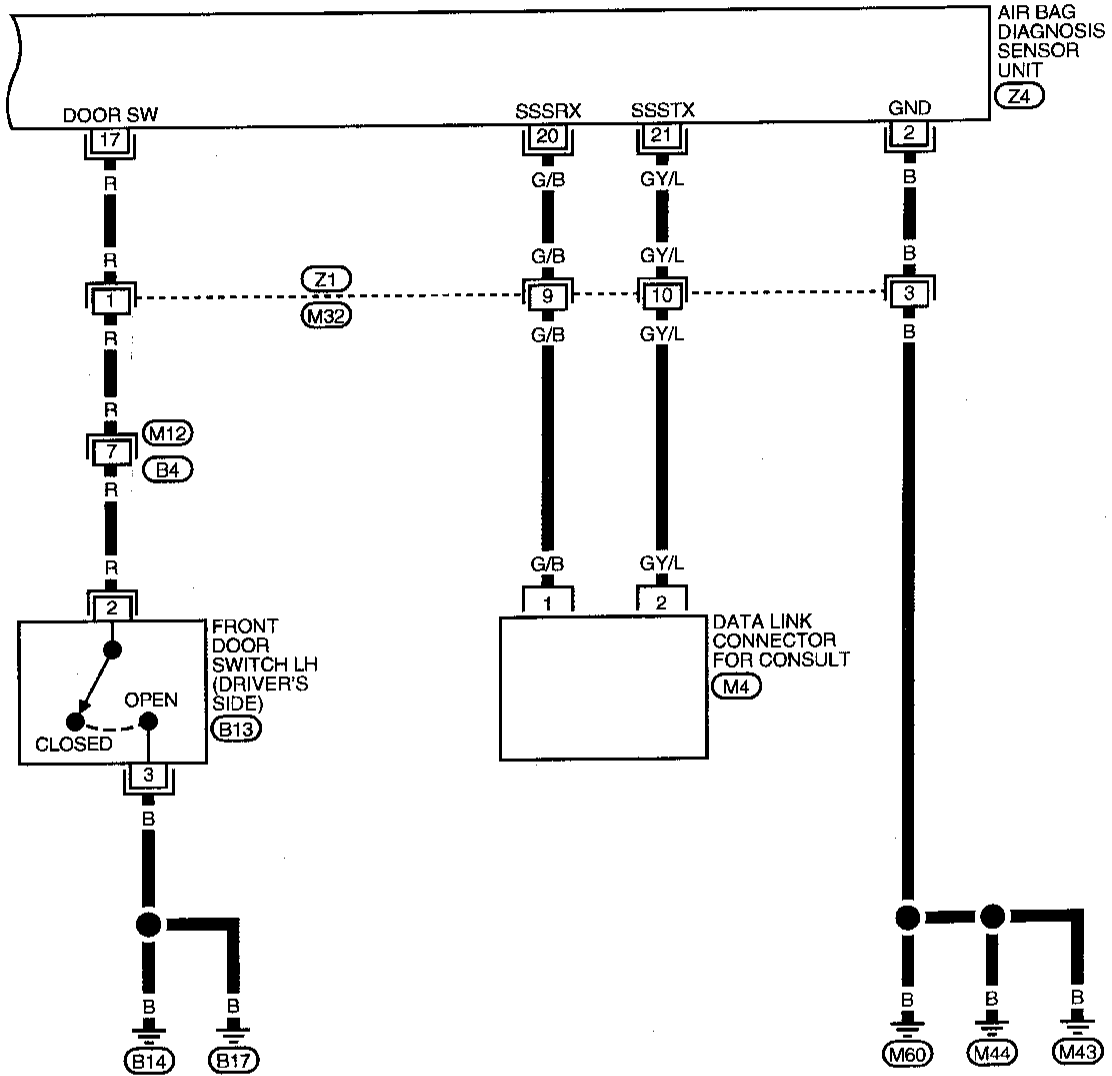 AIR BAG
DIAGNOSIS
SENSOR
UNIT
Z4
DOOR SW
SSSRX
SSSTX
GND
17
20
21
2
R
G/B
GY/L
B
R
G/B
GY/L
B
Z1
1
9
10
3
M32
R
G/B
GY/L
B
R
M12
7
B4
R
R
G/B
GY/L
2
1
2
FRONT
DOOR
SWITCH LH
(DRIVER'S
SIDE)
B13
OPEN
CLOSED
DATA LINK
CONNECTOR
FOR CONSULT
M4
3
B
B
B
B
B
B
B14
B17
M60
M44
M43